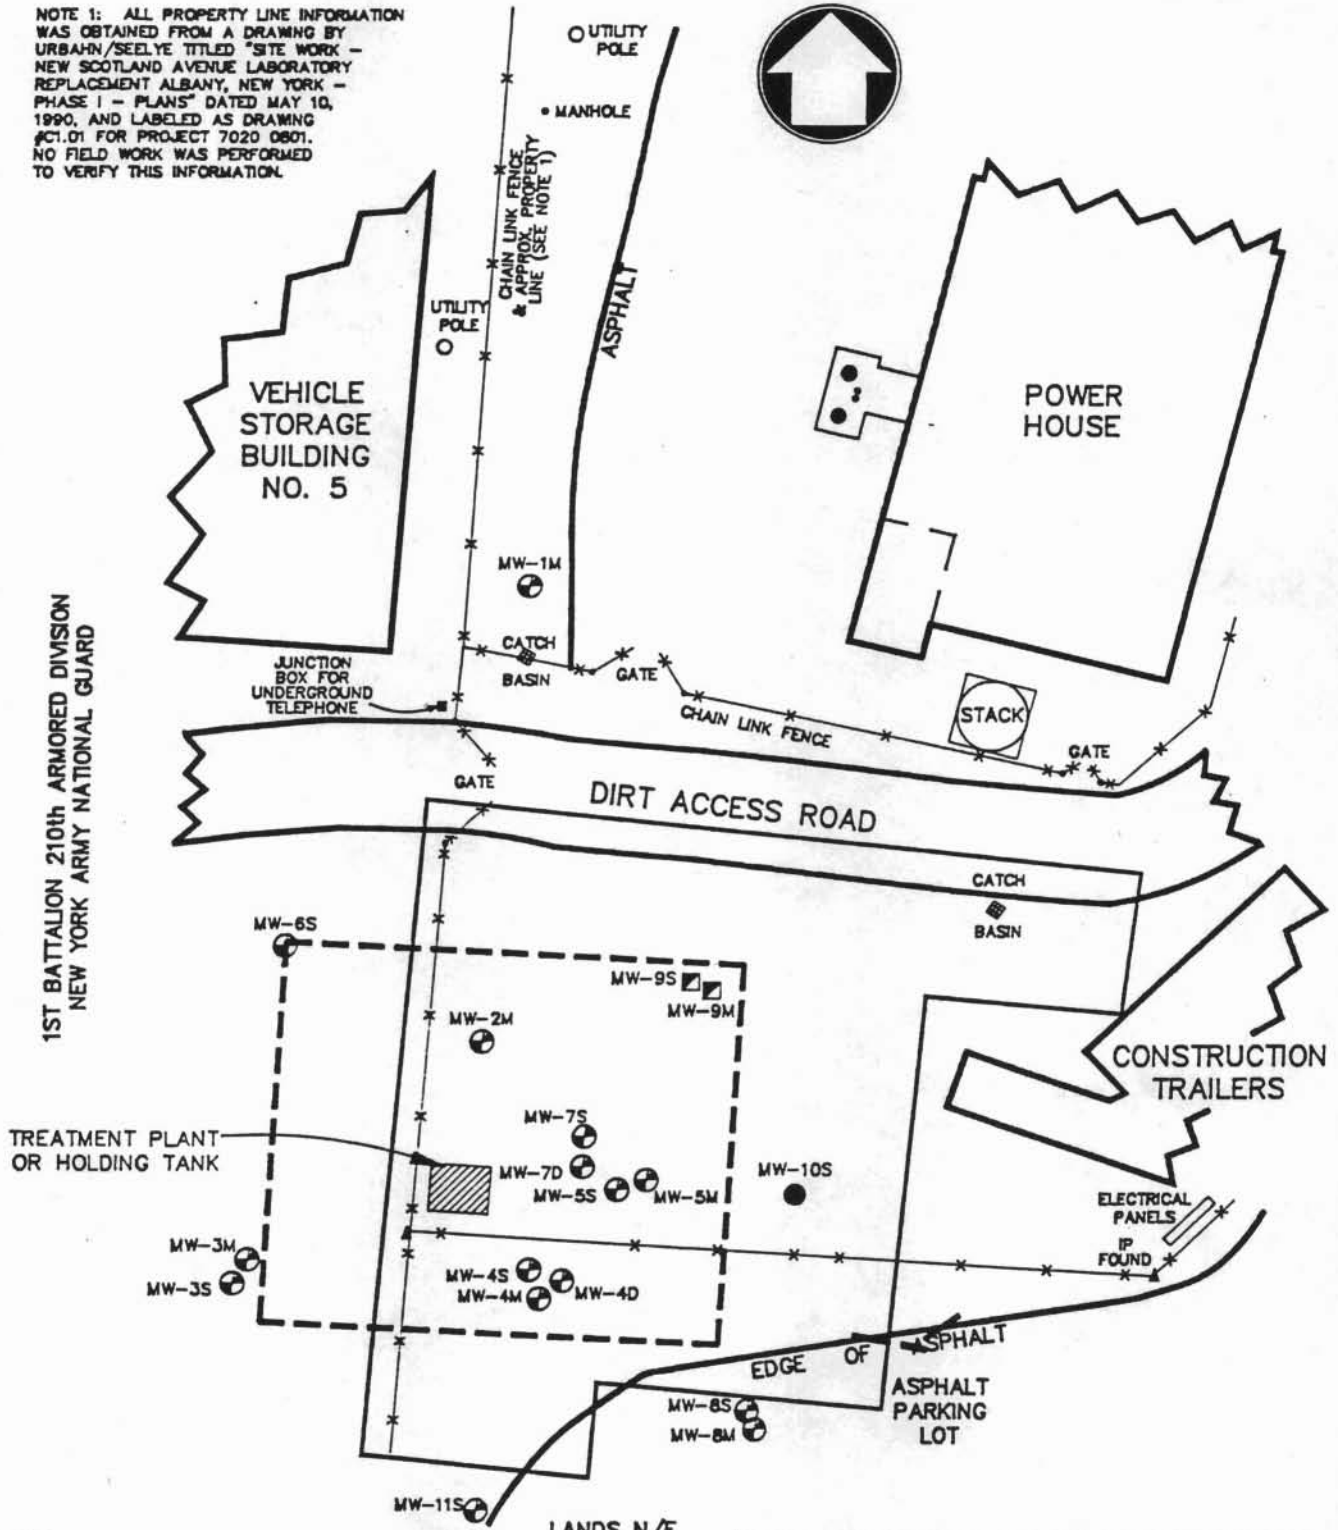 NOTE 1: ALL PROPERTY LINE INFORMATION
WAS OBTAINED FROM A DRAWING BY
URBAHN/SEELYE TITLED "SITE WORK –
NEW SCOTLAND AVENUE LABORATORY
REPLACEMENT ALBANY, NEW YORK –
PHASE I – PLANS" DATED MAY 10,
1990, AND LABELED AS DRAWING
#C1.01 FOR PROJECT 7020 0801.
NO FIELD WORK WAS PERFORMED
TO VERIFY THIS INFORMATION.
UTILITY
POLE
MANHOLE
CHAIN LINK FENCE
& APPROX. PROPERTY
LINE (SEE NOTE 1)
ASPHALT
UTILITY
POLE
VEHICLE
STORAGE
BUILDING
NO. 5
POWER
HOUSE
MW-1M
CATCH
BASIN
GATE
JUNCTION
BOX FOR
UNDERGROUND
TELEPHONE
CHAIN LINK FENCE
STACK
GATE
GATE
DIRT ACCESS ROAD
1ST BATTALION 210th ARMORED DIVISION
NEW YORK ARMY NATIONAL GUARD
CATCH
BASIN
MW-6S
MW-9S
MW-9M
MW-2M
CONSTRUCTION
TRAILERS
MW-7S
TREATMENT PLANT
OR HOLDING TANK
MW-7D
MW-5S
MW-5M
MW-10S
ELECTRICAL
PANELS
IP
FOUND
MW-3M
MW-3S
MW-4S
MW-4M
MW-4D
EDGE OF ASPHALT
ASPHALT
PARKING
LOT
MW-8S
MW-8M
MW-11S
LANDS N/F